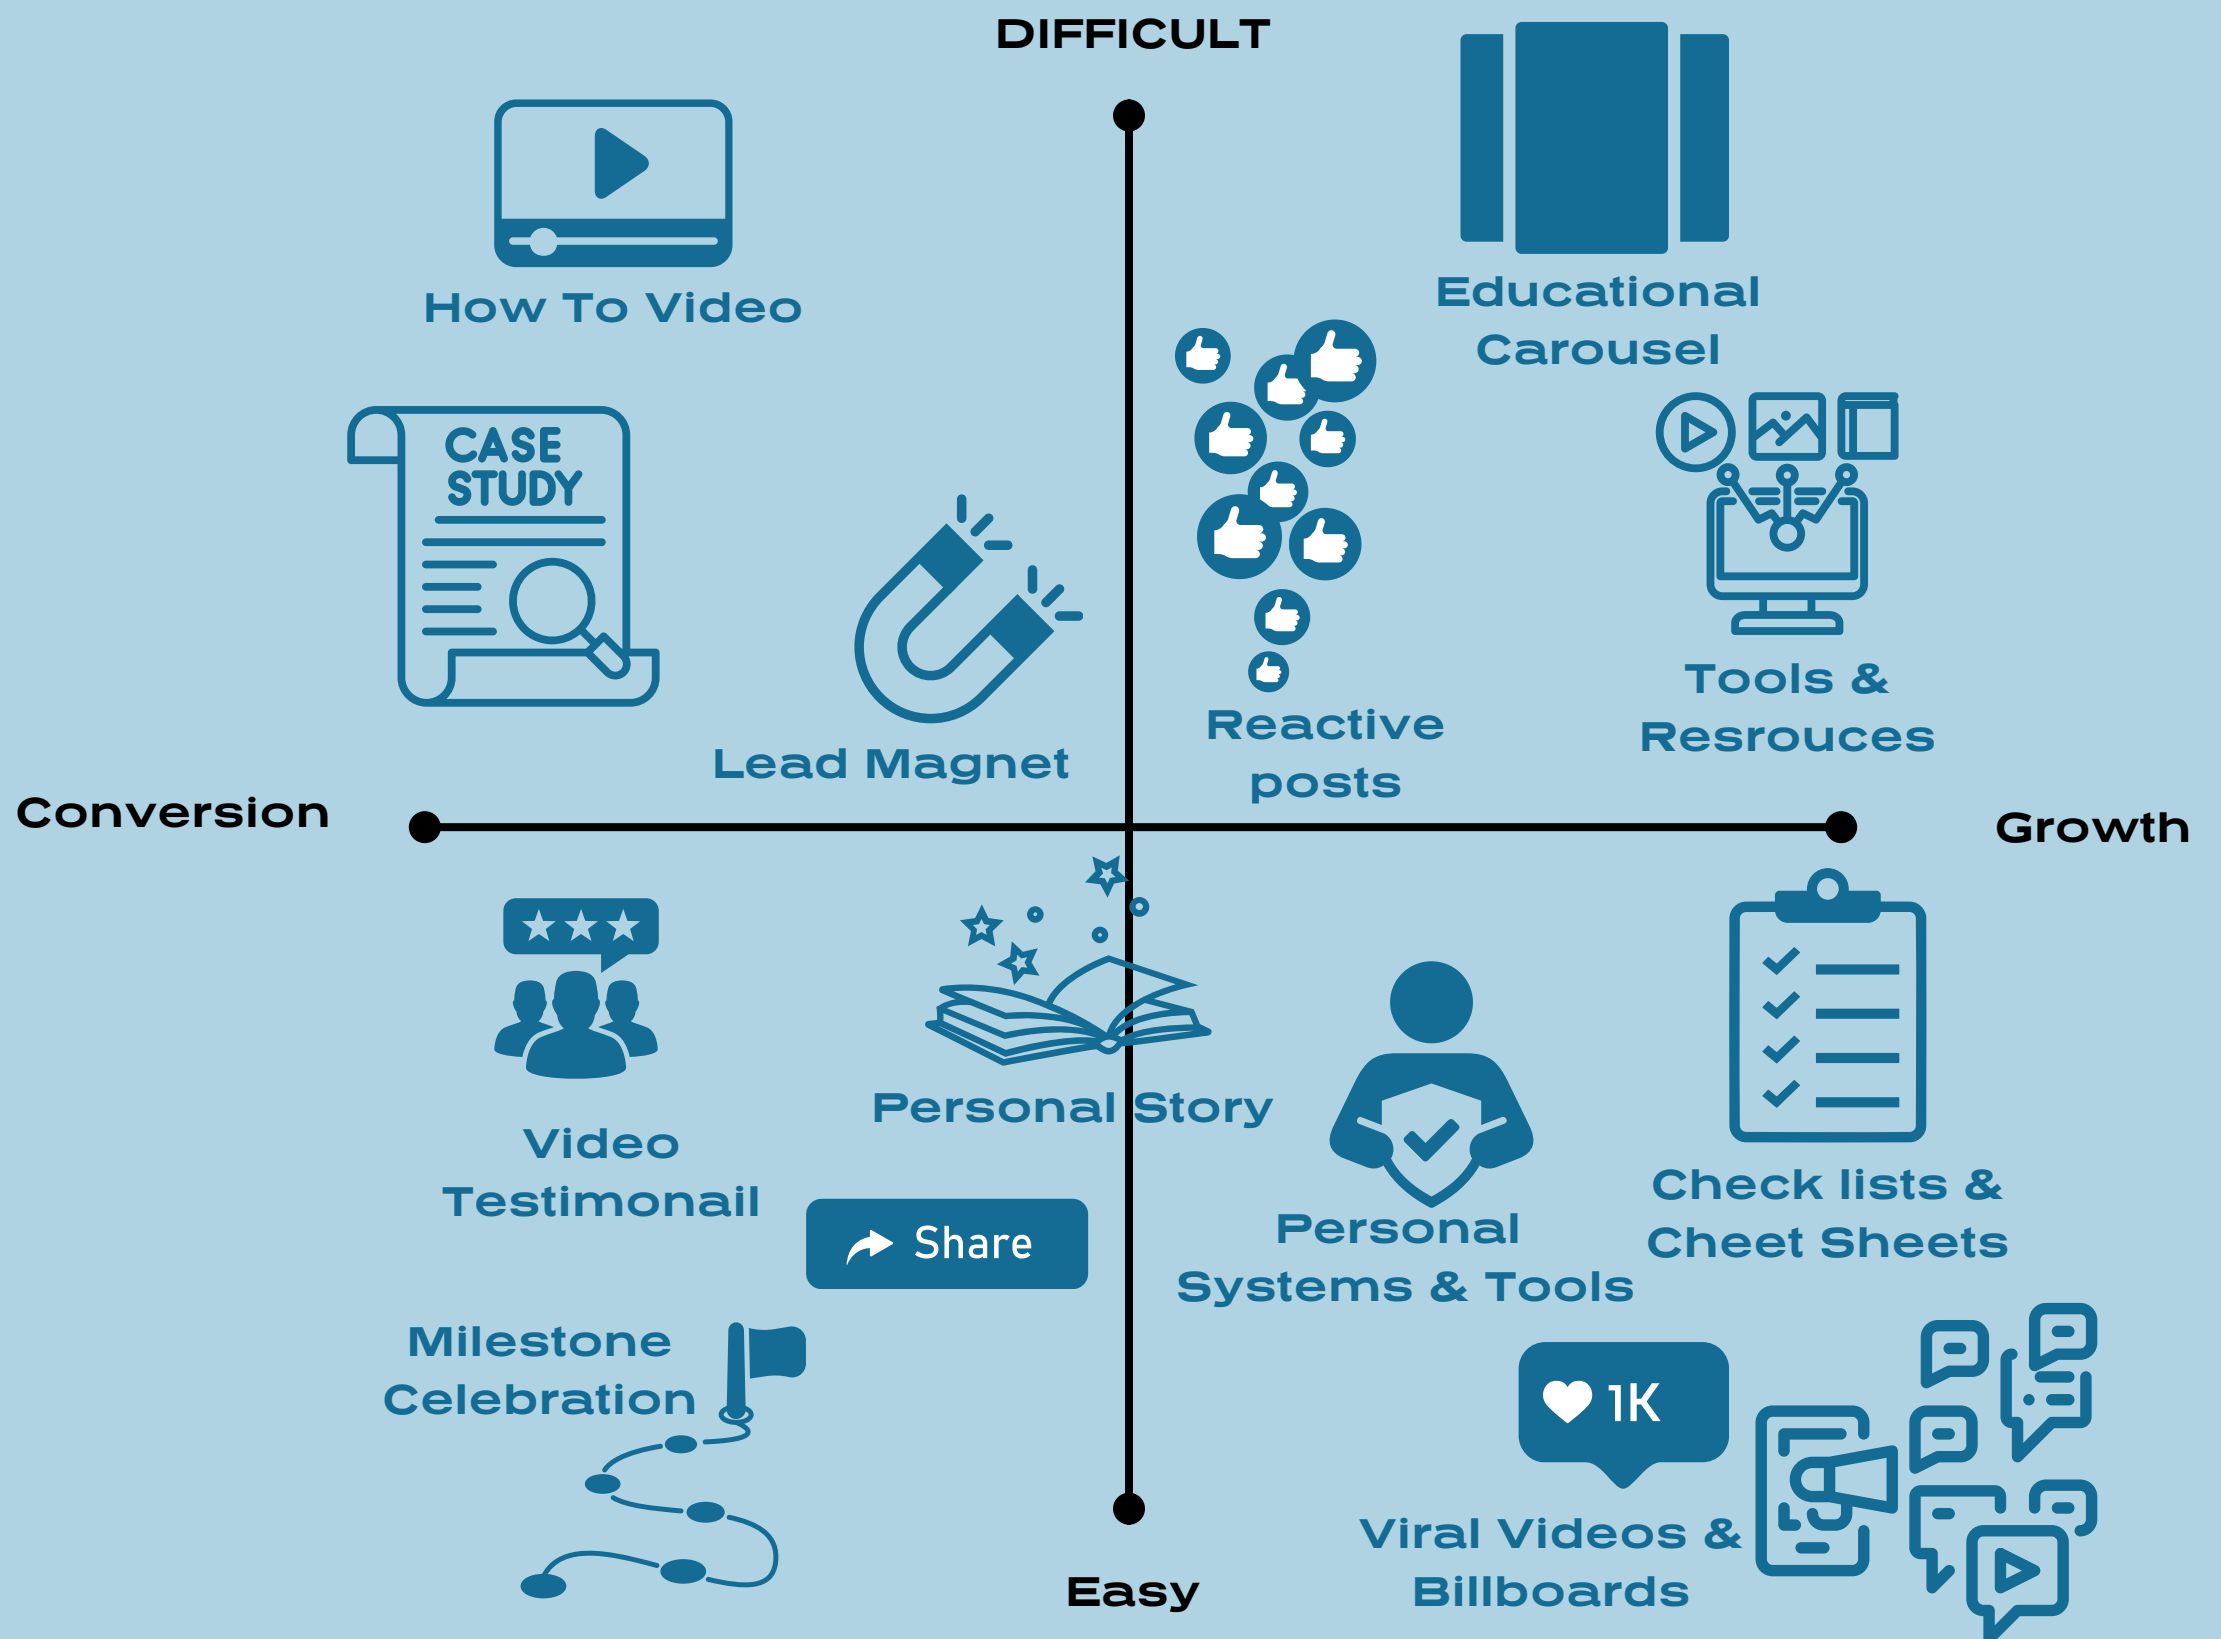 DIFFICULT
How To Video
Educational
Carousel
CASE
STUDY
Lead Magnet
Reactive
posts
Tools &
Resrouces
Conversion
Growth
Video
Testimonail
Personal Story
Share
Personal
Systems & Tools
Check lists &
Cheet Sheets
Milestone
Celebration
1K
Viral Videos &
Billboards
Easy